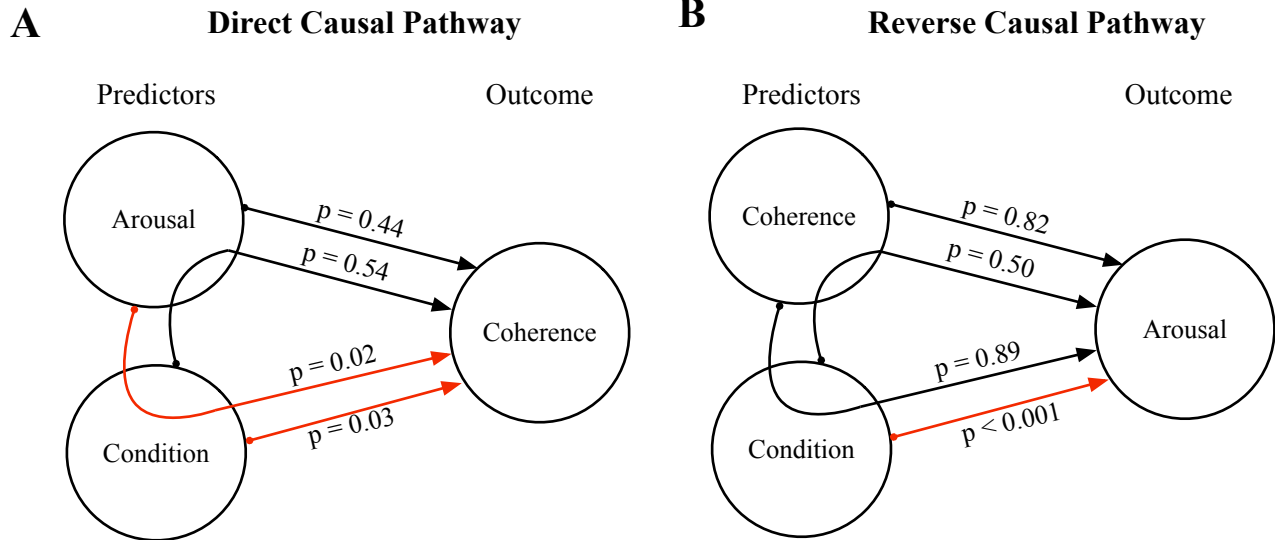 A
Direct Causal Pathway
Predictors
Outcome
Arousal
p = 0.44
p = 0.54
Coherence
p = 0.02
p = 0.03
Condition
B
Reverse Causal Pathway
Predictors
Outcome
Coherence
p = 0.82
p = 0.50
Arousal
p = 0.89
p < 0.001
Condition